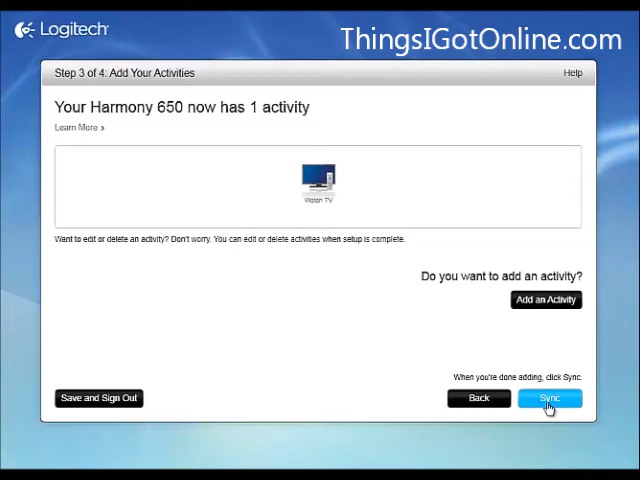 Logitech
ThingsIGotOnline.com
Step 3 of 4: Add Your Activities
Help
Your Harmony 650 now has 1 activity
Learn More
Watch TV
Want to edit or delete an activity? Don't worry. You can edit or delete activities when setup is complete.
Do you want to add an activity?
Add an Activity
When you're done adding, click Sync.
Save and Sign Out
Back
Sync